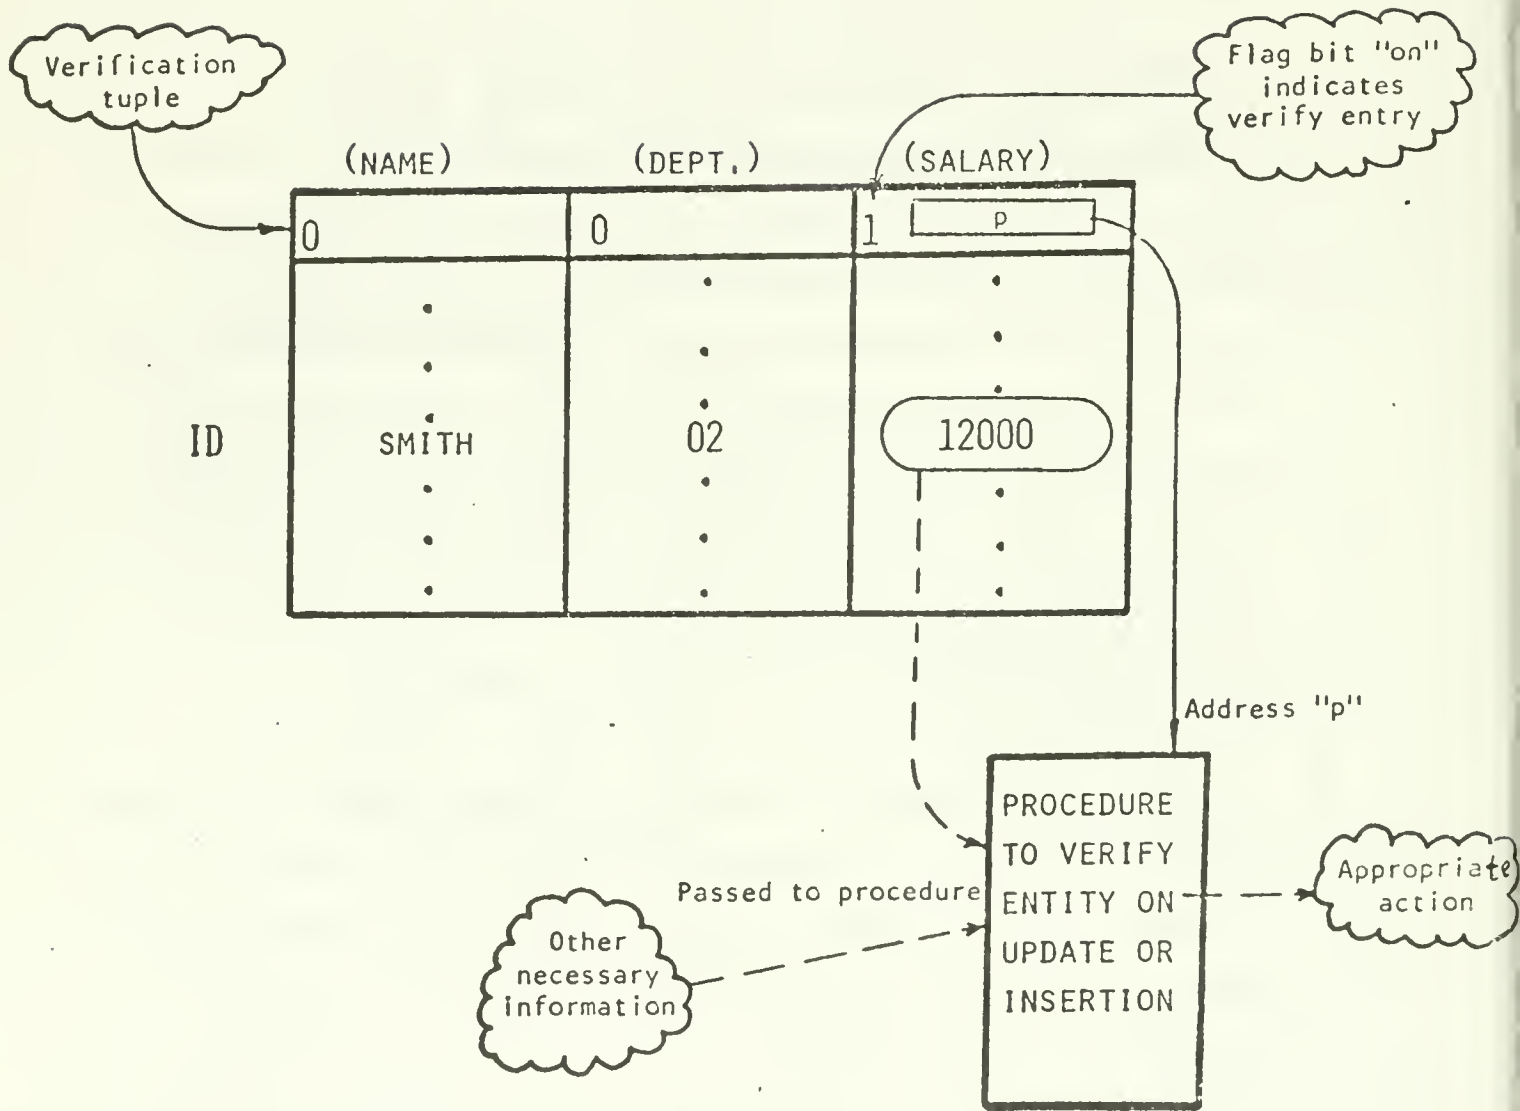 Verification
tuple
Flag bit "on"
indicates
verify entry
(NAME) (DEPT.) (SALARY)
0 0 1 p
ID SMITH 02 12000
Address "p"
PROCEDURE
TO VERIFY
ENTITY ON
UPDATE OR
INSERTION
Passed to procedure
Other
necessary
information
Appropriate
action